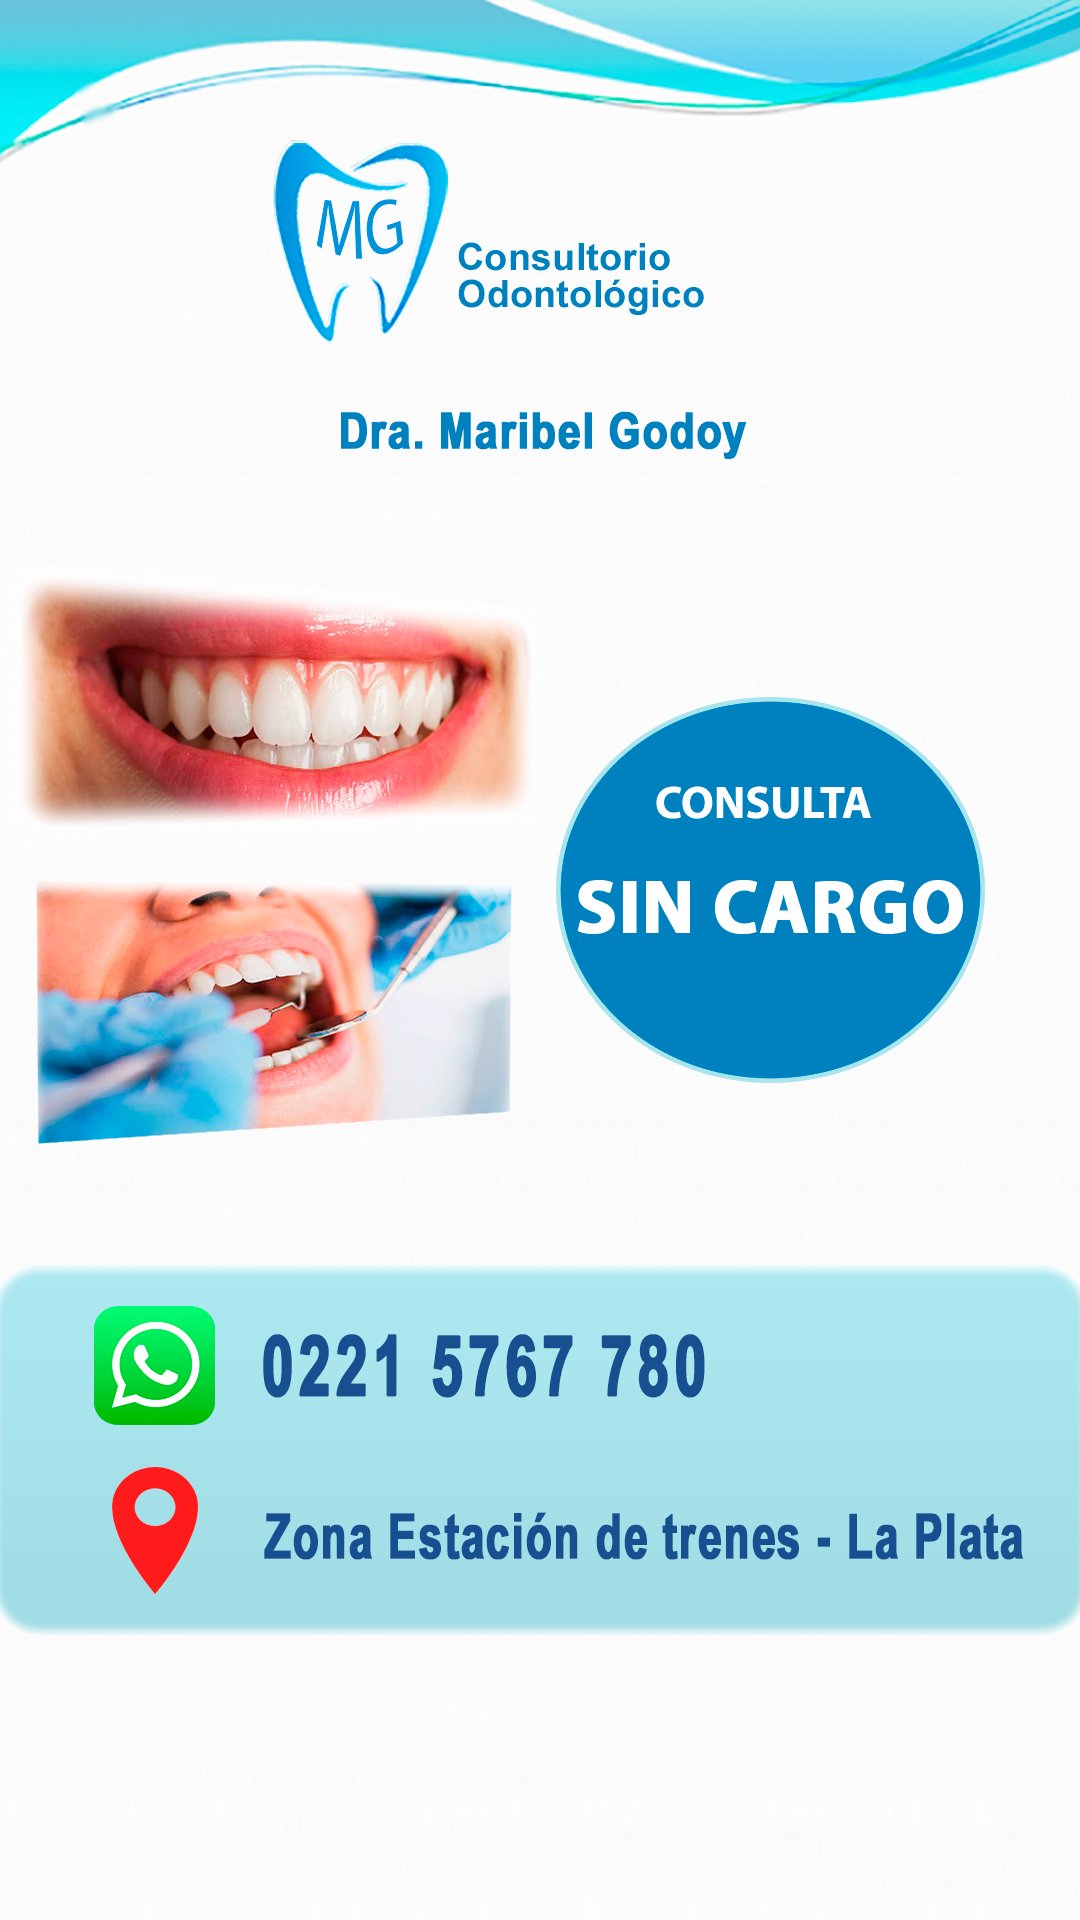 MG
Consultorio
Odontológico
Dra. Maribel Godoy
CONSULTA
SIN CARGO
0221 5767 780
Zona Estación de trenes - La Plata